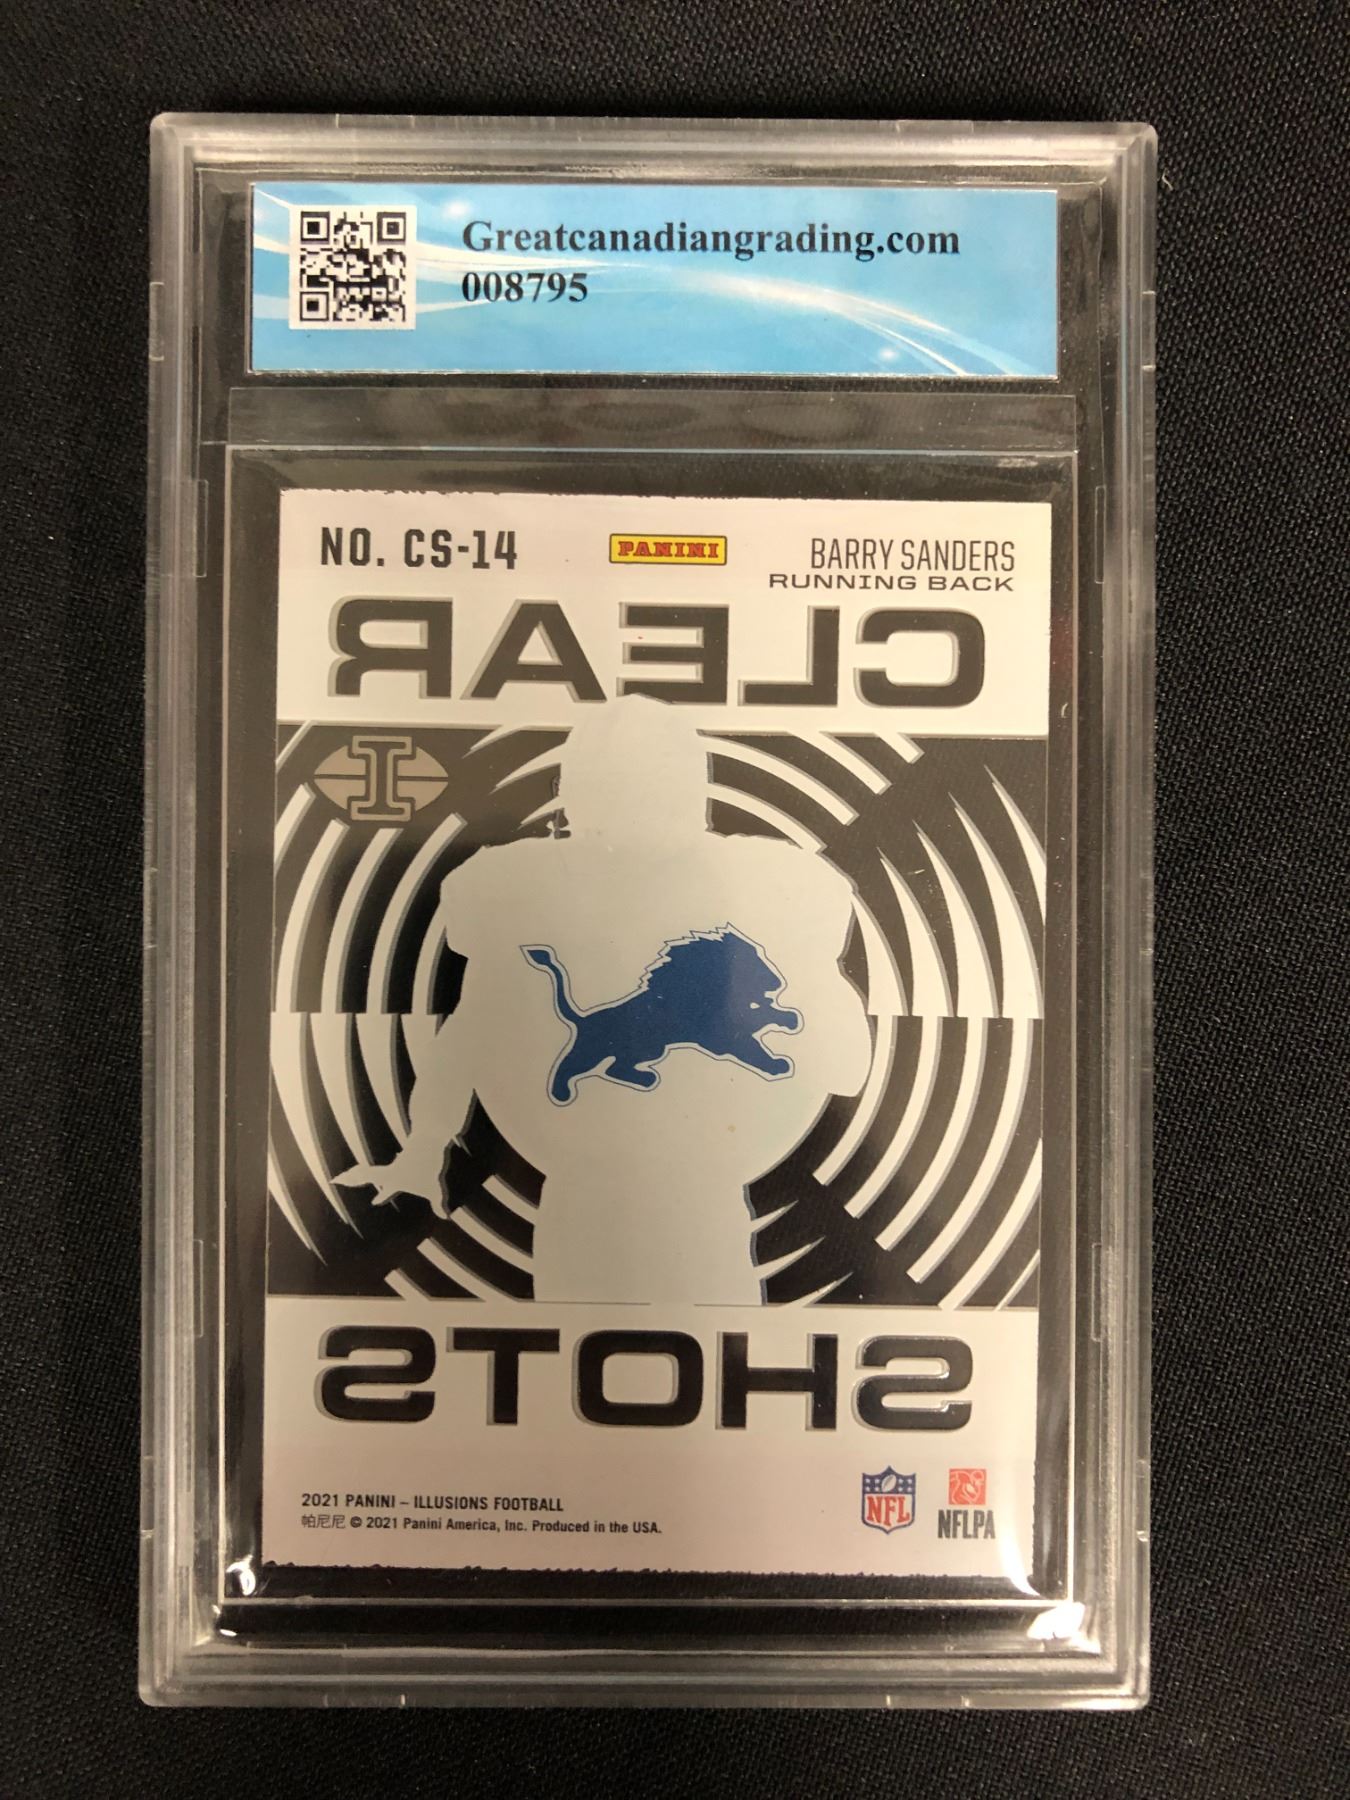 Greatcanadiangrading.com
008795
NO. CS-14
PANINI
BARRY SANDERS
RUNNING BACK
CLEAR
I
SHOTS
2021 PANINI – ILLUSIONS FOOTBALL
帕尼尼 © 2021 Panini America, Inc. Produced in the USA.
NFL
NFLPA